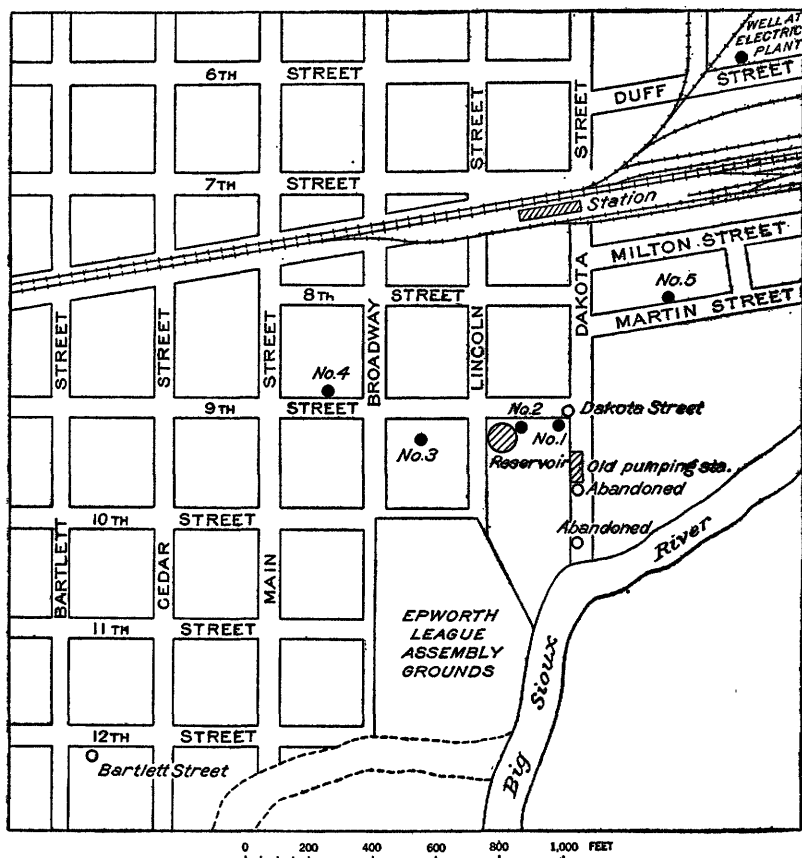 WELL AT
ELECTRIC
PLANT
6TH STREET
DUFF STREET
STREET
STREET
7TH STREET
Station
MILTON STREET
No.5
MARTIN STREET
8TH STREET
DAKOTA
STREET
STREET
STREET
BROADWAY
LINCOLN
No.4
9TH STREET
Dakota Street
No.2
No.1
No.3
Reservoir
Old pumping sta.
Abandoned
10TH STREET
Abandoned
BARTLETT
CEDAR
MAIN
River
EPWORTH
LEAGUE
ASSEMBLY
GROUNDS
11TH STREET
Sioux
Big
12TH STREET
Bartlett Street
0 200 400 600 800 1,000 FEET